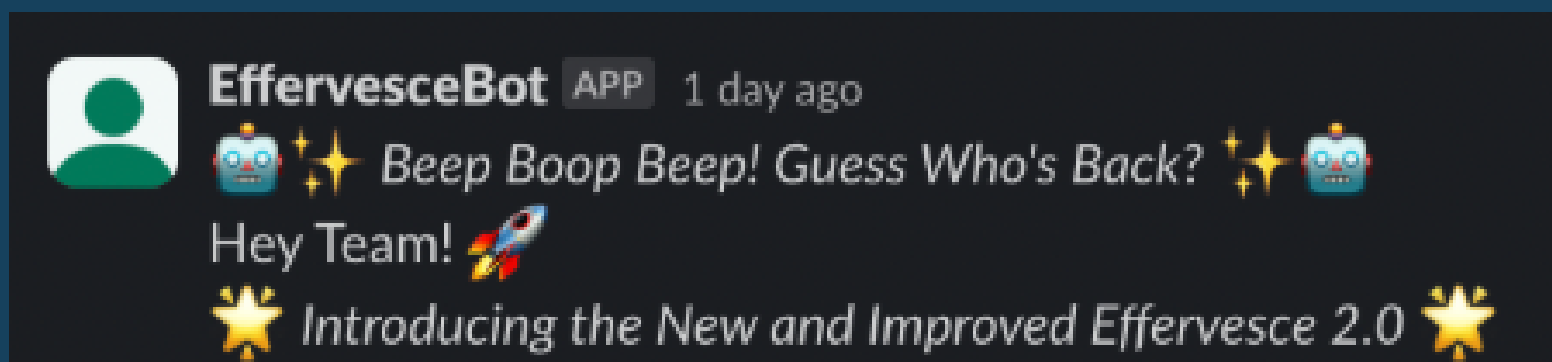 EffervesceBot APP 1 day ago
🤖✨ Beep Boop Beep! Guess Who's Back? ✨🤖
Hey Team! 🚀
🌟 Introducing the New and Improved Effervesce 2.0 🌟